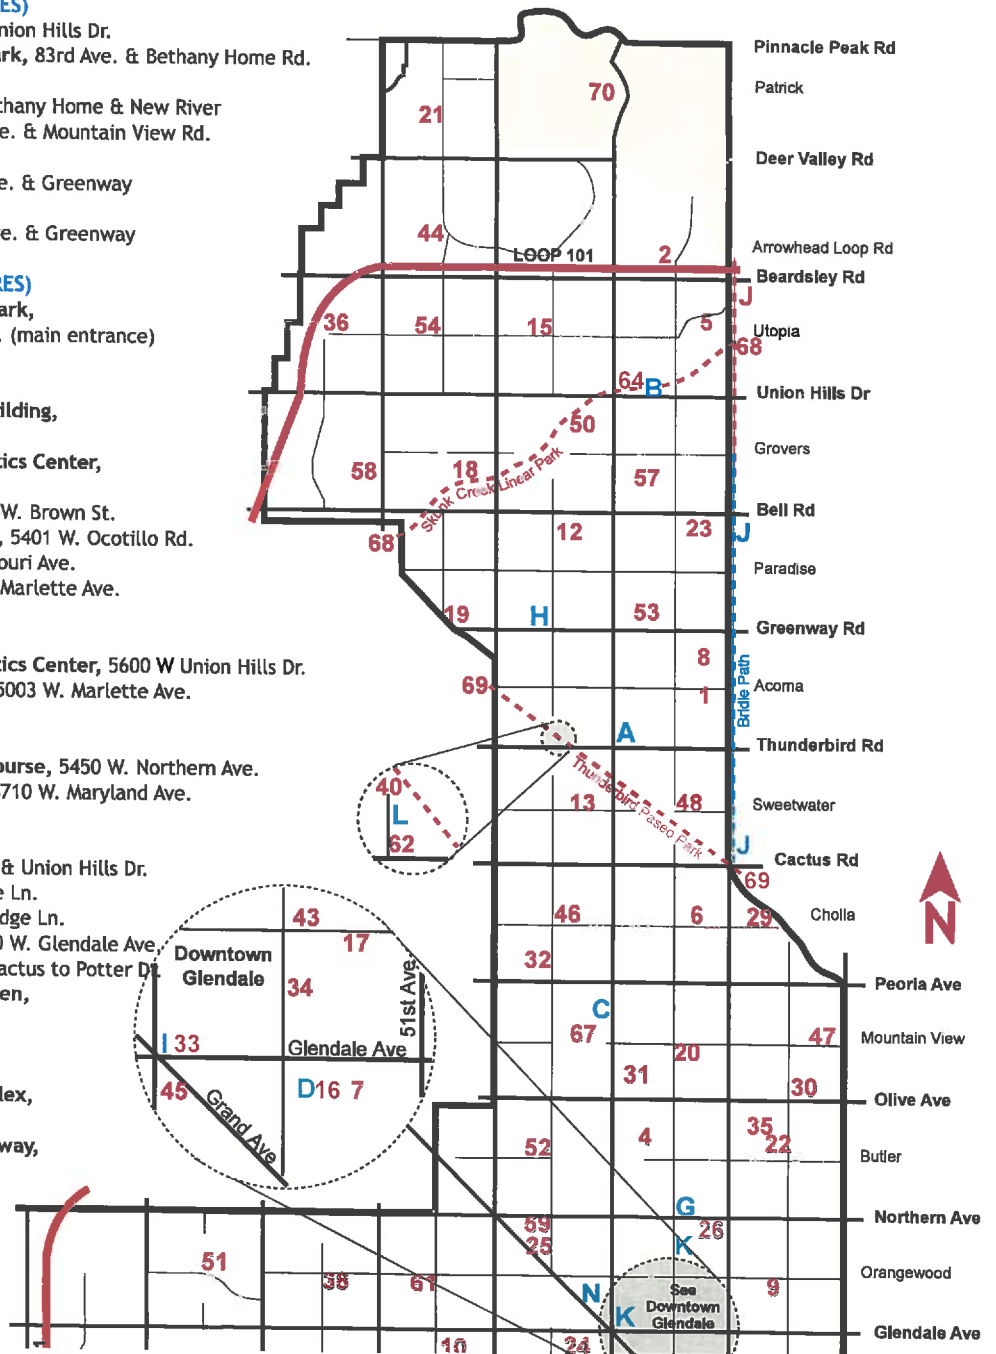 ES)
nion Hills Dr.
rk, 83rd Ave. & Bethany Home Rd.
thany Home & New River
e. & Mountain View Rd.
e. & Greenway
ve. & Greenway
RES)
ark,
. (main entrance)
ilding,
tics Center,
W. Brown St.
, 5401 W. Ocotillo Rd.
ouri Ave.
Marlette Ave.
tics Center, 5600 W Union Hills Dr.
5003 W. Marlette Ave.
ourse, 5450 W. Northern Ave.
4710 W. Maryland Ave.
& Union Hills Dr.
e Ln.
dge Ln.
0 W. Glendale Ave,
actus to Potter Dr.
en,
lex,
way,
Pinnacle Peak Rd
70
Patrick
21
Deer Valley Rd
44
LOOP 101
2
Arrowhead Loop Rd
Beardsley Rd
J
36
54
15
5
Utopia
68
64
B
Union Hills Dr
50
Grovers
58
18
Skunk Creek Linear Park
57
Bell Rd
68
12
23
J
Paradise
19
H
53
Greenway Rd
8
69
1
Acoma
Bridle Path
A
Thunderbird Rd
40
L
62
Thunderbird Paseo Park
13
48
Sweetwater
J
Cactus Rd
69
46
6
29
Cholla
32
Peoria Ave
N
C
67
20
47
Mountain View
31
30
Olive Ave
43
17
Downtown
Glendale
34
51st Ave
I 33
Glendale Ave
45
D16 7
Grand Ave
52
4
35
22
Butler
G
Northern Ave
59
25
26
K
51
38
61
9
Orangewood
N
K
See
Downtown
Glendale
Glendale Ave
10
24